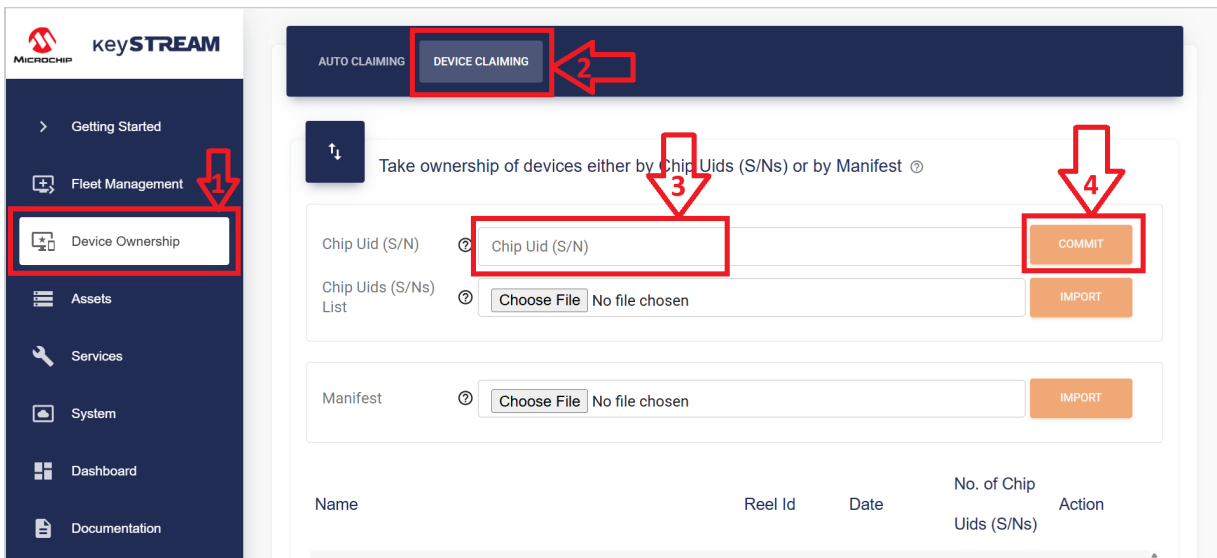 MICROCHIP
keySTREAM
Getting Started
Fleet Management
1
Device Ownership
Assets
Services
System
Dashboard
Documentation
AUTO CLAIMING DEVICE CLAIMING
2
Take ownership of devices either by Chip Uids (S/Ns) or by Manifest
3
4
Chip Uid (S/N) Chip Uid (S/N) COMMIT
Chip Uids (S/Ns)
List
Choose File No file chosen IMPORT
Manifest Choose File No file chosen IMPORT
Name Reel Id Date No. of Chip
Uids (S/Ns) Action